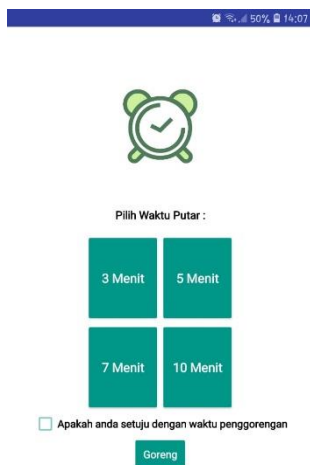 50% 14:07
Pilih Waktu Putar :
3 Menit 5 Menit
7 Menit 10 Menit
Apakah anda setuju dengan waktu penggorengan
Goreng